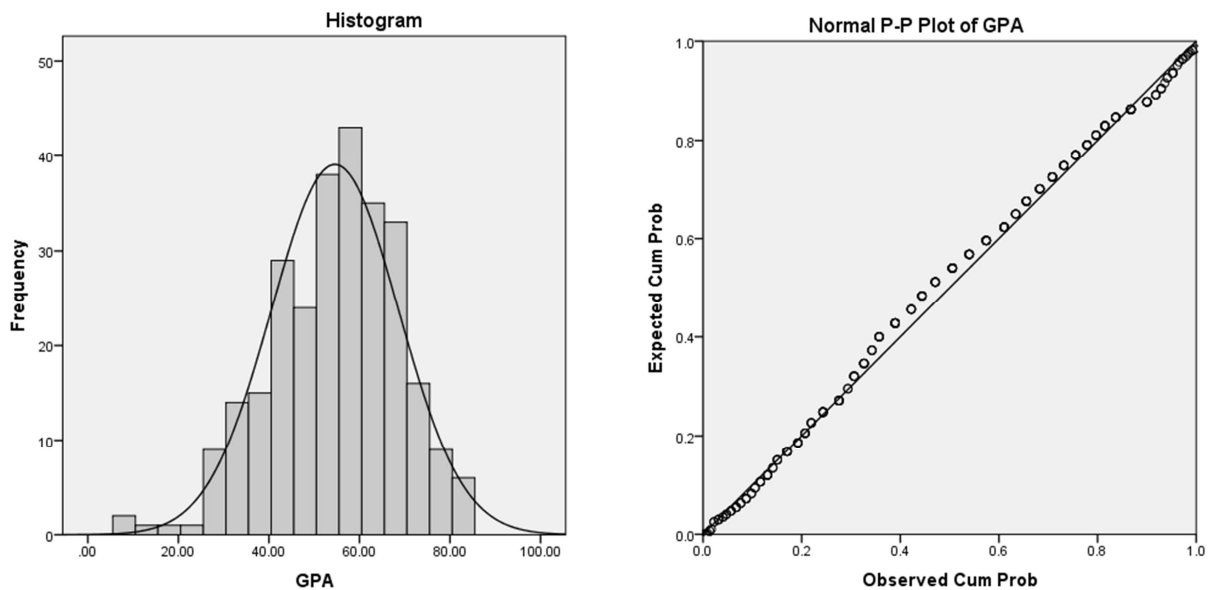 Histogram
50
40
30
20
10
0
Frequency
.00 20.00 40.00 60.00 80.00 100.00
GPA
Normal P-P Plot of GPA
1.0
0.8
0.6
0.4
0.2
0.0
Expected Cum Prob
0.0 0.2 0.4 0.6 0.8 1.0
Observed Cum Prob